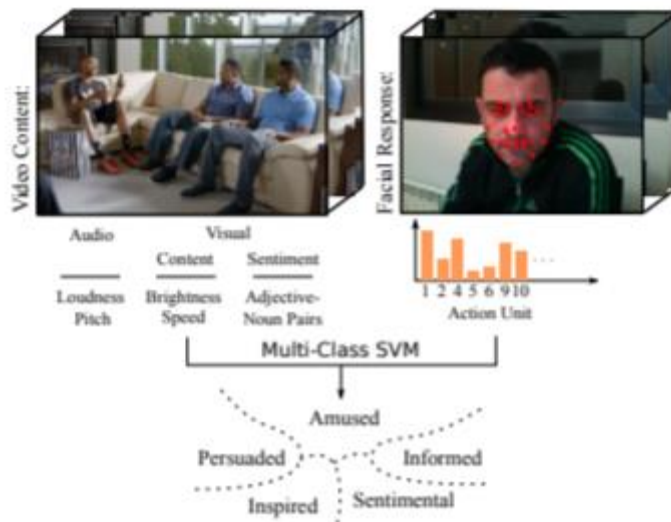 Video Content:
Facial Response:
Audio
Visual
Content
Sentiment
Loudness
Pitch
Brightness
Speed
Adjective-
Noun Pairs
1 2 4 5 6 9 10 ...
Action Unit
Multi-Class SVM
Amused
Persuaded
Informed
Inspired
Sentimental